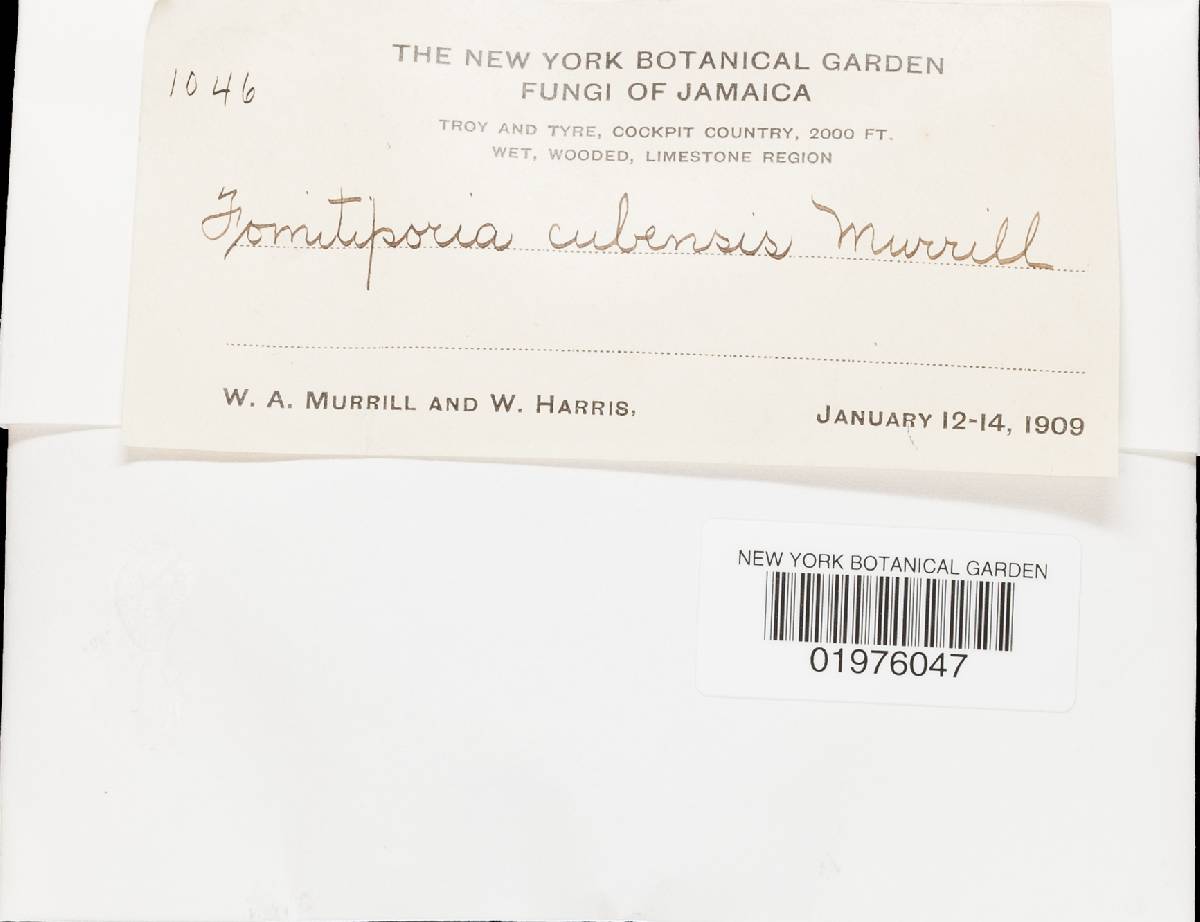 1046
THE NEW YORK BOTANICAL GARDEN
FUNGI OF JAMAICA
TROY AND TYRE, COCKPIT COUNTRY, 2000 FT.
WET, WOODED, LIMESTONE REGION
Fomitiporia cubensis Murrill
W. A. MURRILL AND W. HARRIS,
JANUARY 12-14, 1909
NEW YORK BOTANICAL GARDEN
01976047